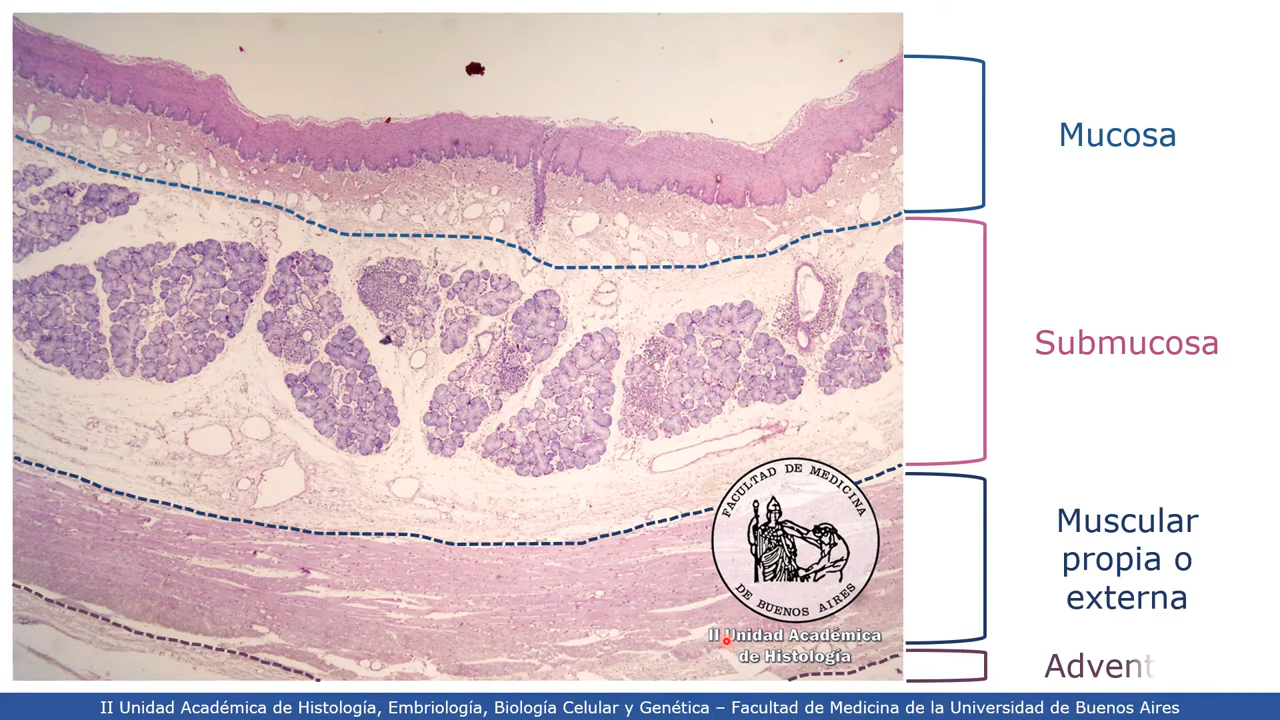 Mucosa
Submucosa
Muscular
propia o
externa
Advent
FACULTAD DE MEDICINA
DE BUENOS AIRES
II Unidad Académica
de Histología
II Unidad Académica de Histología, Embriología, Biología Celular y Genética – Facultad de Medicina de la Universidad de Buenos Aires